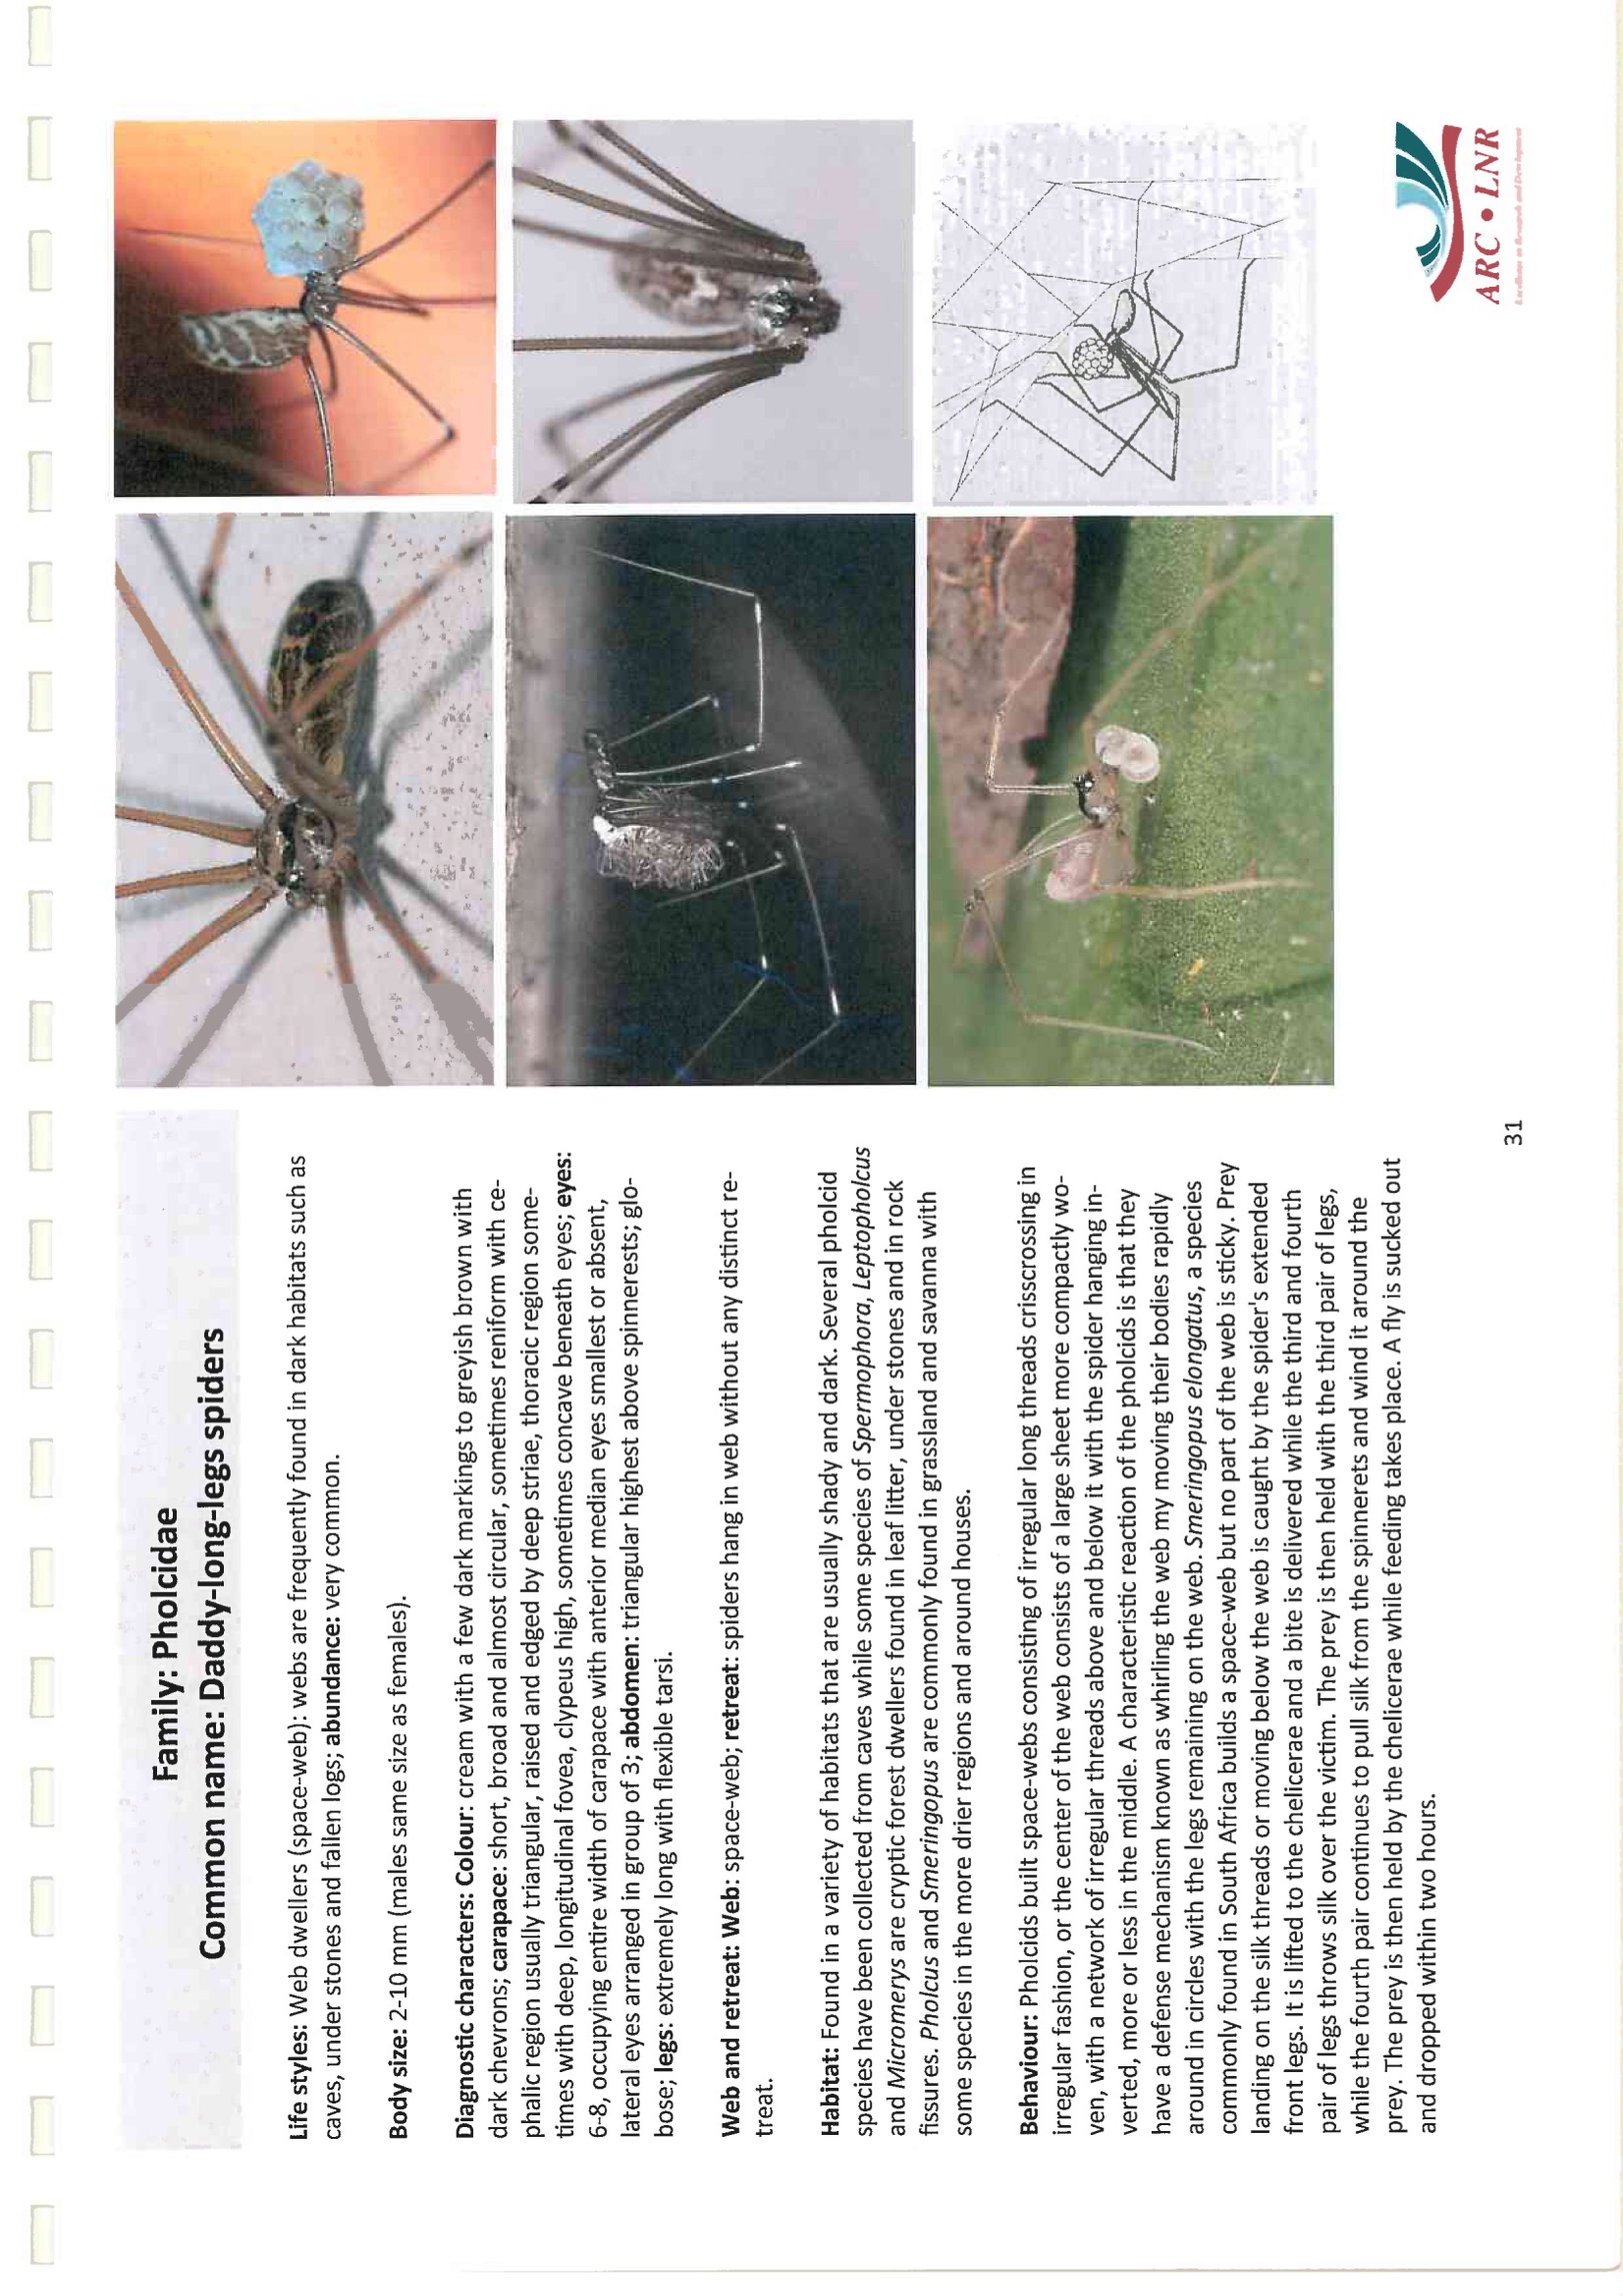 Family: Pholcidae
Common name: Daddy-long-legs spiders
Life styles: Web dwellers (space-web): webs are frequently found in dark habitats such as
caves, under stones and fallen logs; abundance: very common.
Body size: 2-10 mm (males same size as females).
Diagnostic characters: Colour: cream with a few dark markings to greyish brown with
dark chevrons; carapace: short, broad and almost circular, sometimes reniform with ce-
phalic region usually triangular, raised and edged by deep striae, thoracic region some-
times with deep, longitudinal fovea, clypeus high, sometimes concave beneath eyes; eyes:
6-8, occupying entire width of carapace with anterior median eyes smallest or absent,
lateral eyes arranged in group of 3; abdomen: triangular highest above spinnerests; glo-
bose; legs: extremely long with flexible tarsi.
Web and retreat: Web: space-web; retreat: spiders hang in web without any distinct re-
treat.
Habitat: Found in a variety of habitats that are usually shady and dark. Several pholcid
species have been collected from caves while some species of Spermophora, Leptopholcus
and Micromerys are cryptic forest dwellers found in leaf litter, under stones and in rock
fissures. Pholcus and Smeringopus are commonly found in grassland and savanna with
some species in the more drier regions and around houses.
Behaviour: Pholcids built space-webs consisting of irregular long threads crisscrossing in
irregular fashion, or the center of the web consists of a large sheet more compactly wo-
ven, with a network of irregular threads above and below it with the spider hanging in-
verted, more or less in the middle. A characteristic reaction of the pholcids is that they
have a defense mechanism known as whirling the web my moving their bodies rapidly
around in circles with the legs remaining on the web. Smeringopus elongatus, a species
commonly found in South Africa builds a space-web but no part of the web is sticky. Prey
landing on the silk threads or moving below the web is caught by the spider's extended
front legs. It is lifted to the chelicerae and a bite is delivered while the third and fourth
pair of legs throws silk over the victim. The prey is then held with the third pair of legs,
while the fourth pair continues to pull silk from the spinnerets and wind it around the
prey. The prey is then held by the chelicerae while feeding takes place. A fly is sucked out
and dropped within two hours.
31
ARC • LNR
Excellence in Research and Development